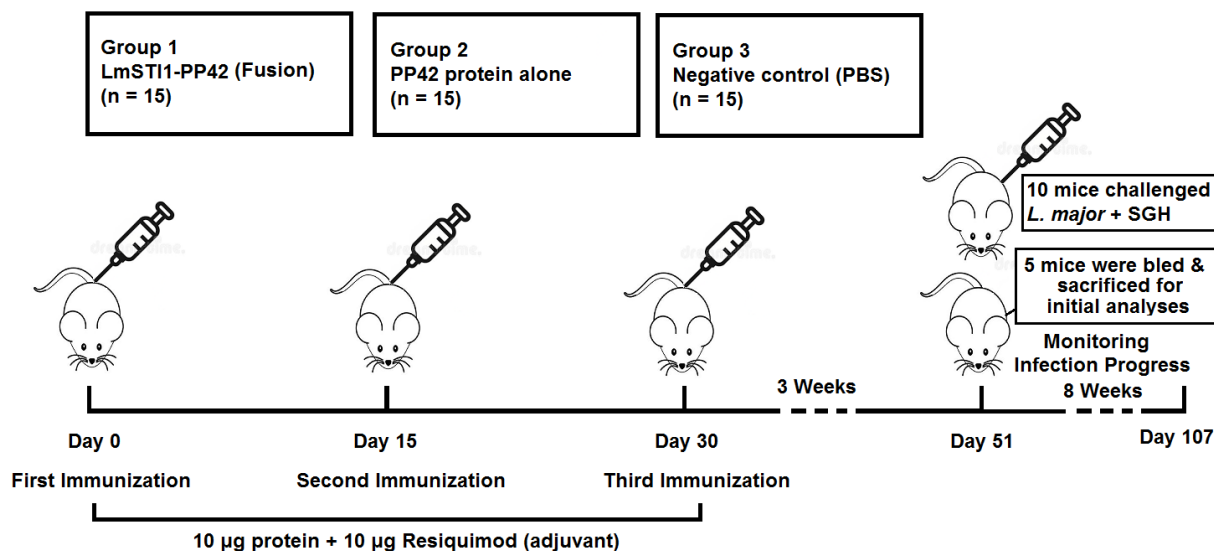 Group 1
LmSTI1-PP42 (Fusion)
(n = 15)
Group 2
PP42 protein alone
(n = 15)
Group 3
Negative control (PBS)
(n = 15)
10 mice challenged
L. major + SGH
5 mice were bled &
sacrificed for
initial analyses
Monitoring
Infection Progress
3 Weeks
8 Weeks
Day 0
Day 15
Day 30
Day 51
Day 107
First Immunization
Second Immunization
Third Immunization
10 µg protein + 10 µg Resiquimod (adjuvant)